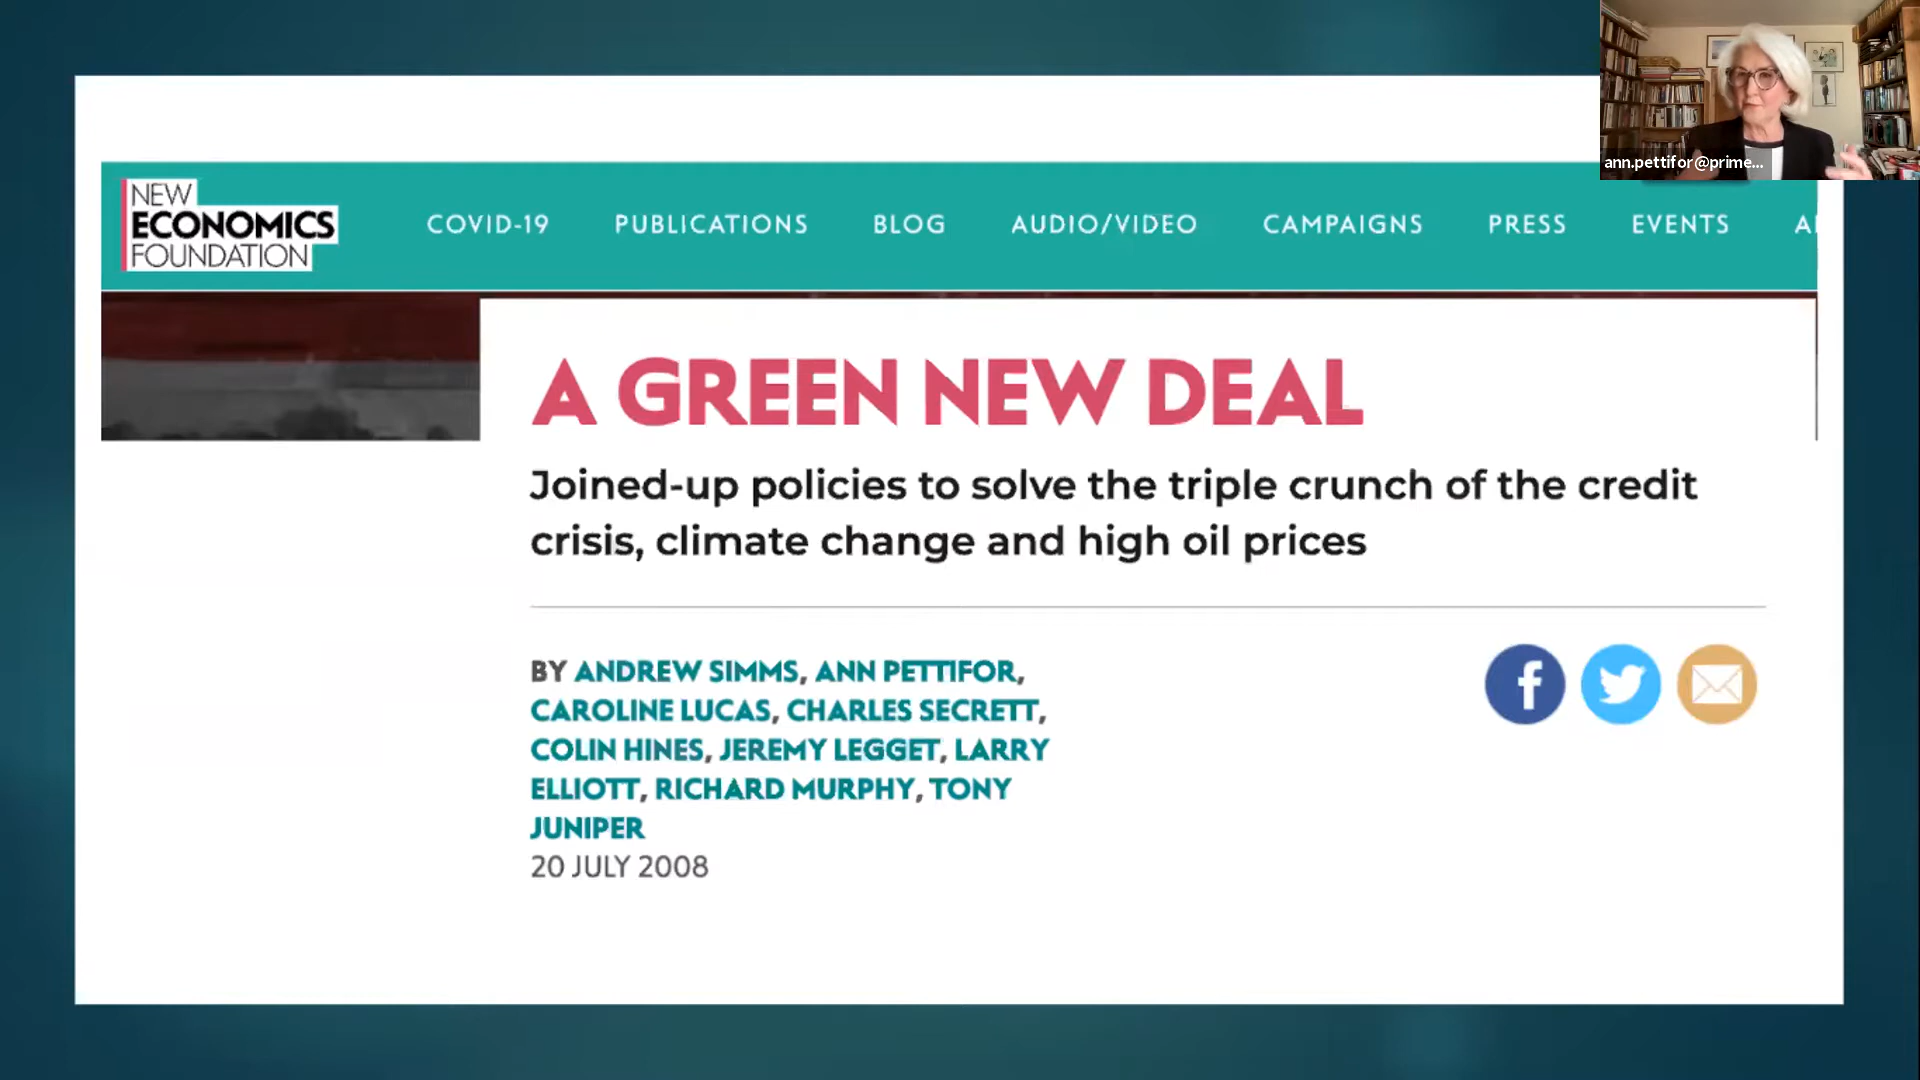 ann.pettifor@prime...
NEW
ECONOMICS
FOUNDATION
COVID-19 PUBLICATIONS BLOG AUDIO/VIDEO CAMPAIGNS PRESS EVENTS
A GREEN NEW DEAL
Joined-up policies to solve the triple crunch of the credit
crisis, climate change and high oil prices
BY ANDREW SIMMS, ANN PETTIFOR,
CAROLINE LUCAS, CHARLES SECRETT,
COLIN HINES, JEREMY LEGGET, LARRY
ELLIOTT, RICHARD MURPHY, TONY
JUNIPER
20 JULY 2008